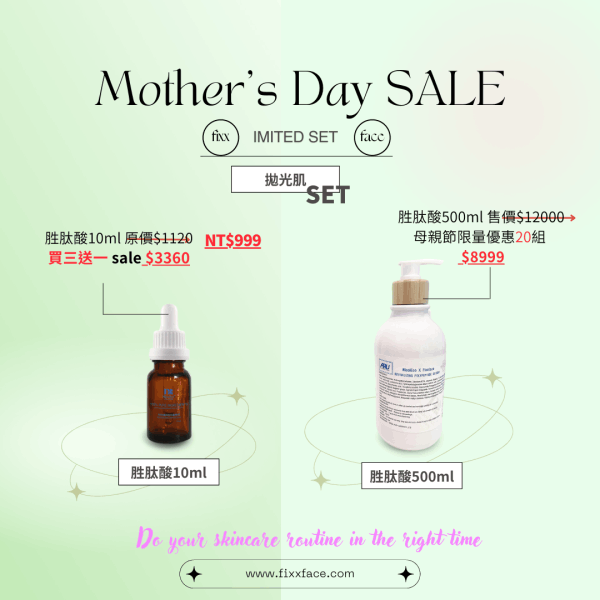 Mother's Day SALE
fixx IMITED SET face
拋光肌
SET
胜肽酸10ml 原價$1120 NT$999
買三送一 sale $3360
胜肽酸500ml 售價$12000
母親節限量優惠20組
$8999
胜肽酸10ml
胜肽酸500ml
Do your skincare routine in the right time
www.fixxface.com